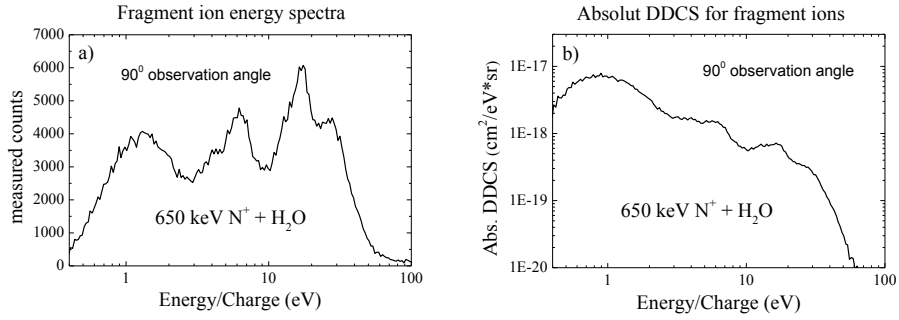 Fragment ion energy spectra
a)
90⁰ observation angle
650 keV N⁺ + H₂O
measured counts
7000
6000
5000
4000
3000
2000
1000
0
1
10
100
Energy/Charge (eV)
Absolut DDCS for fragment ions
b)
90⁰ observation angle
650 keV N⁺ + H₂O
Abs. DDCS (cm²/eV*sr)
1E-17
1E-18
1E-19
1E-20
1
10
100
Energy/Charge (eV)